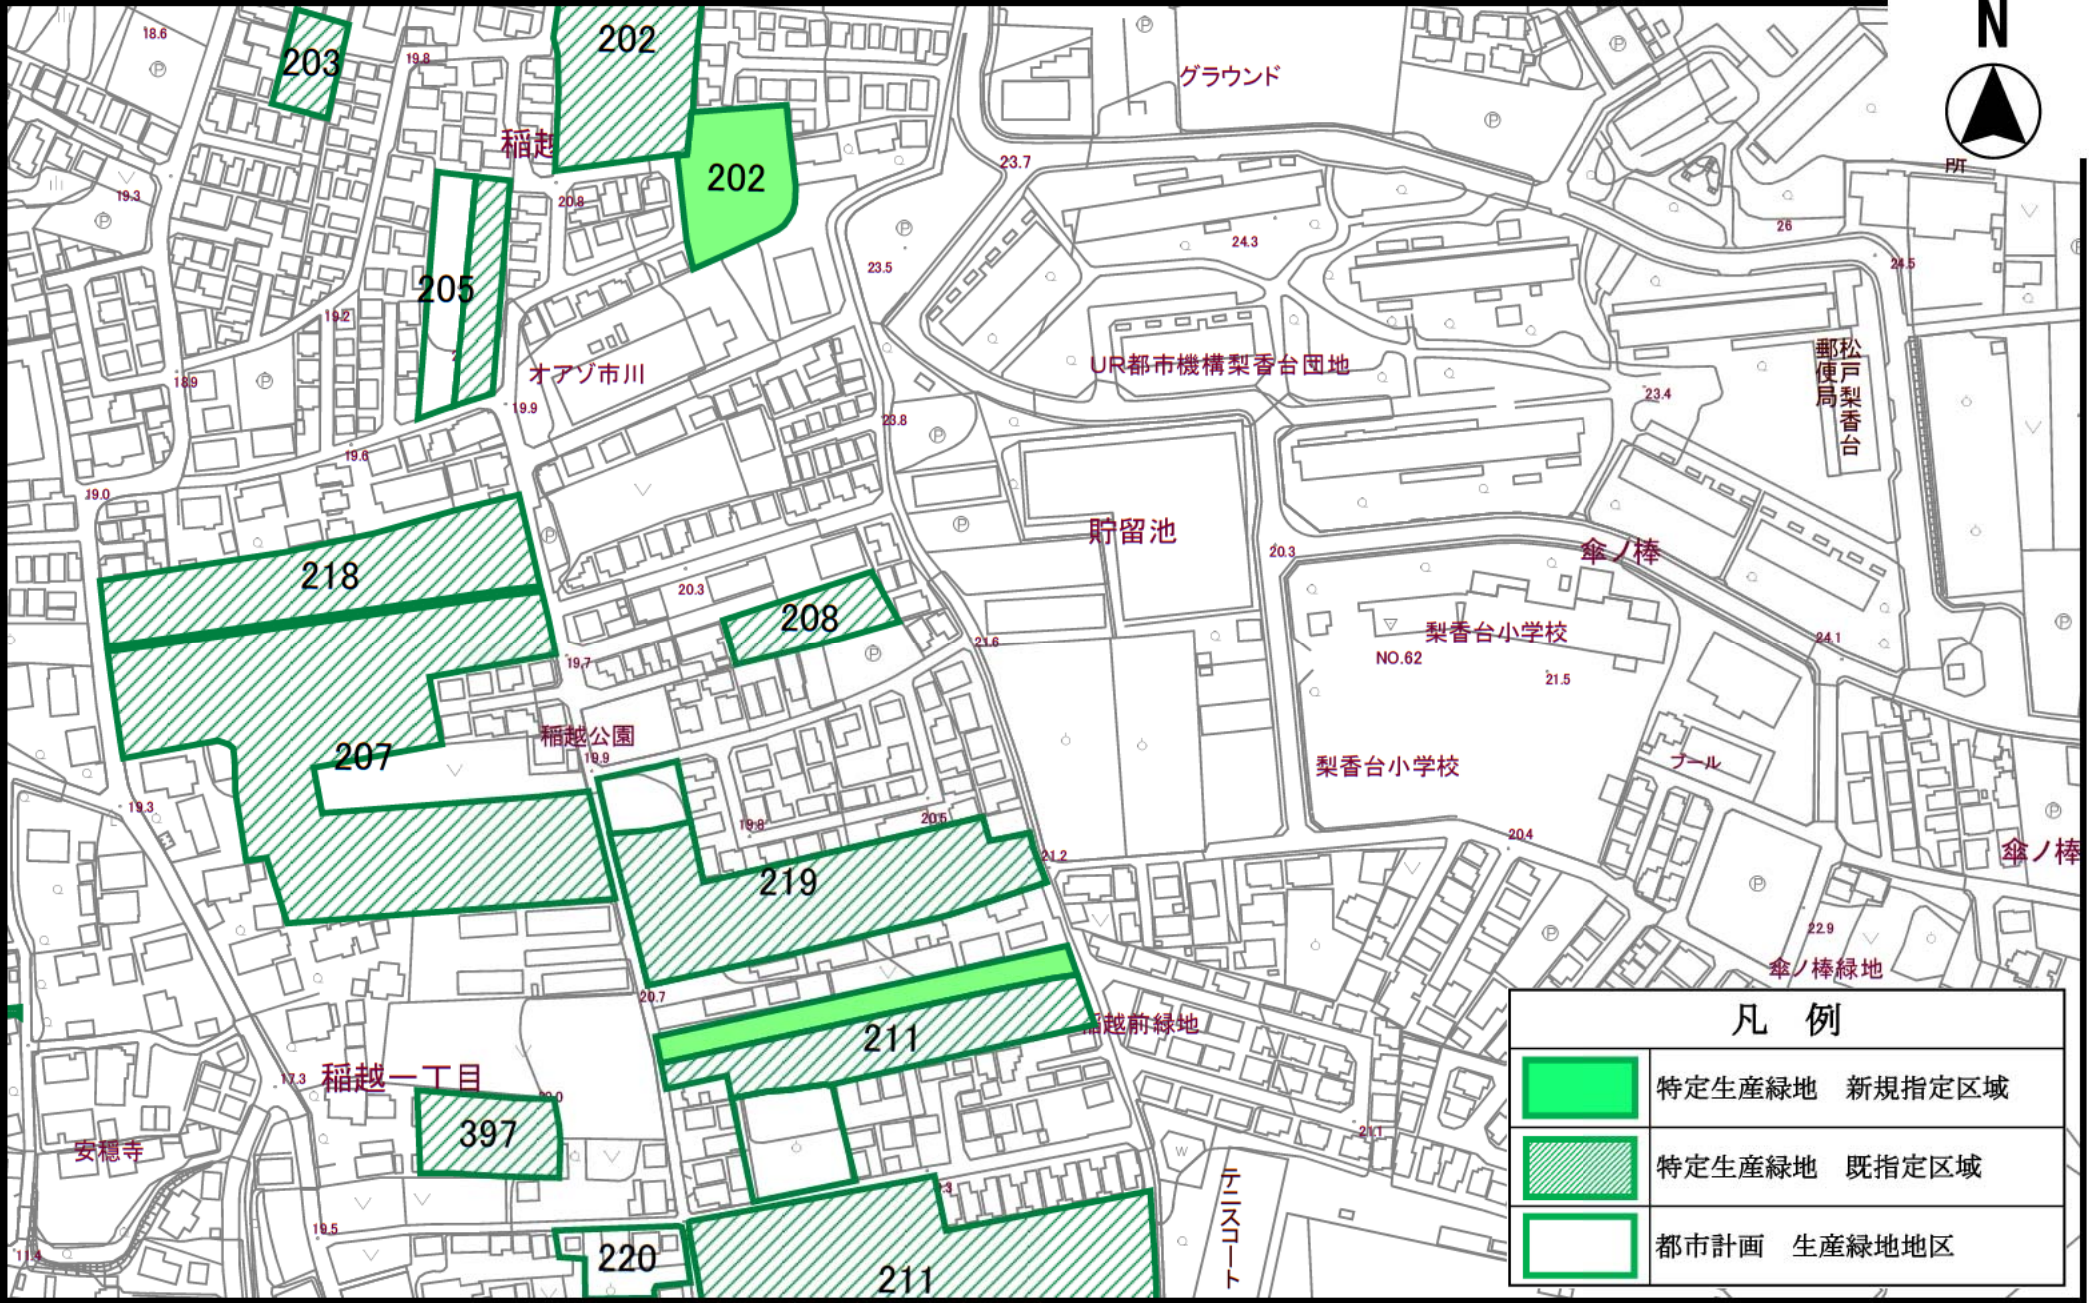 N
18.6
203
19.8
202
グラウンド
稲越
23.7
所
202
19.3
20.8
26
24.3
24.5
23.5
205
19.2
オアゾ市川
UR都市機構梨香台団地
松戸梨香台
郵便局
18.9
19.9
23.4
23.8
19.6
19.0
貯留池
20.3
傘ノ棒
218
20.3
208
梨香台小学校
NO.62
24.1
21.6
19.7
21.5
稲越公園
207
19.9
梨香台小学校
プール
19.3
19.8
20.5
20.4
21.2
傘ノ棒
219
22.9
傘ノ棒緑地
20.7
211
稲越前緑地
17.3
稲越一丁目
397
21.1
安穏寺
テニスコート
19.5
11.4
220
211
凡 例
特定生産緑地 新規指定区域
特定生産緑地 既指定区域
都市計画 生産緑地地区